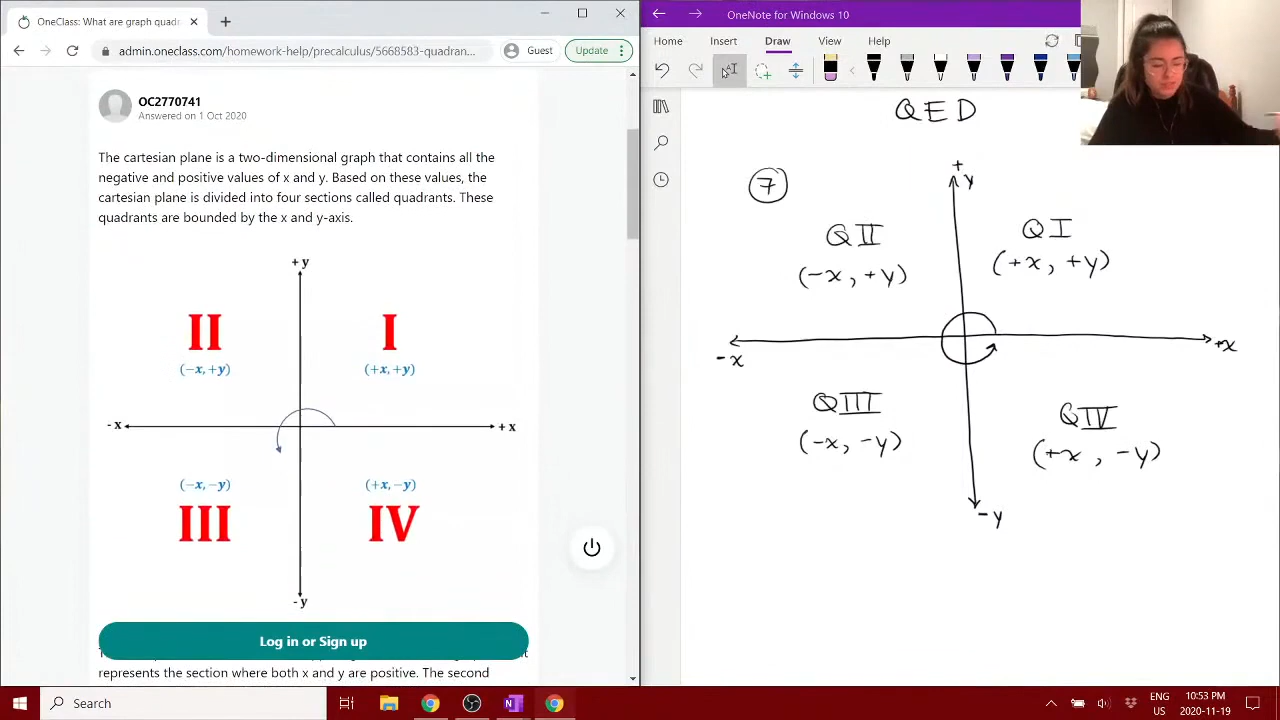 OneClass: What are graph quadr
admin.oneclass.com/homework-help/precalculus/5668583-quadran...
Guest
Update
OC2770741
Answered on 1 Oct 2020
The cartesian plane is a two-dimensional graph that contains all the
negative and positive values of x and y. Based on these values, the
cartesian plane is divided into four sections called quadrants. These
quadrants are bounded by the x and y-axis.
+ y
II
I
(−x, +y)
(+x, +y)
- x
+ x
(−x, −y)
(+x, −y)
III
IV
- y
Log in or Sign up
represents the section where both x and y are positive. The second
OneNote for Windows 10
Home
Insert
Draw
View
Help
QED
7
+
y
QII
QI
(-x, +y)
(+x, +y)
-x
+x
QIII
QIV
(-x, -y)
(+x, -y)
-y
Search
ENG
US
10:53 PM
2020-11-19